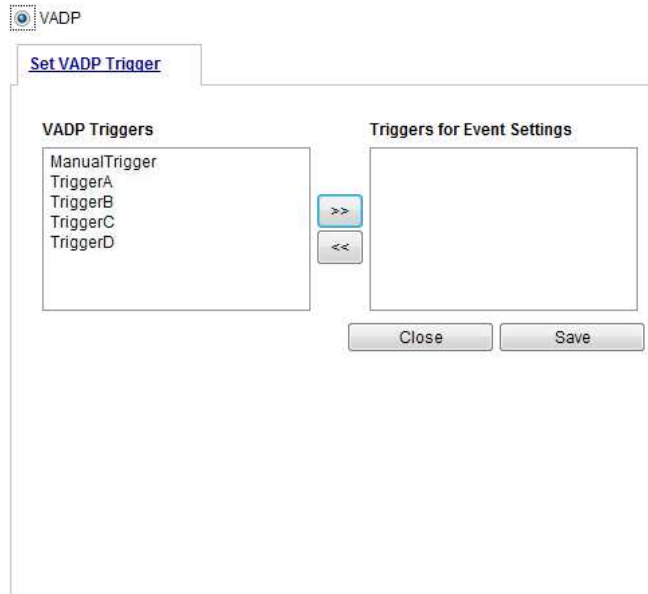 VADP
Set VADP Trigger
VADP Triggers
Triggers for Event Settings
ManualTrigger
TriggerA
TriggerB
TriggerC
TriggerD
>>
<<
Close
Save